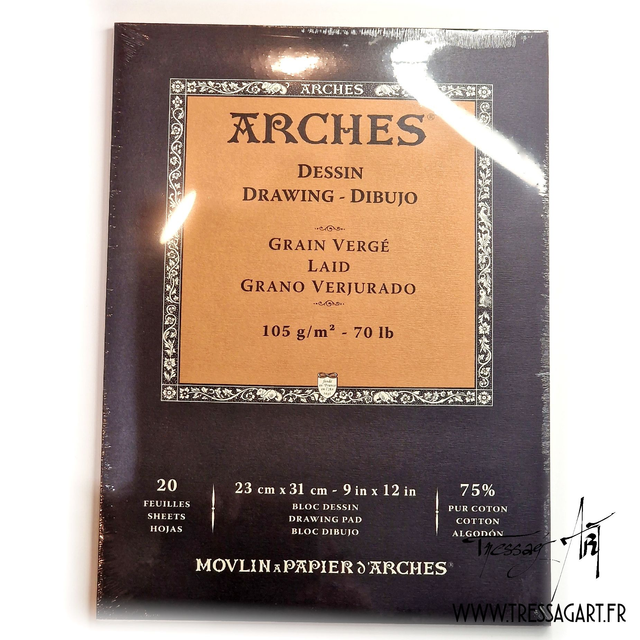 ARCHES
ARCHES®
DESSIN
DRAWING - DIBUJO
GRAIN VERGÉ
LAID
GRANO VERJURADO
105 g/m² - 70 lb
20
FEUILLES
SHEETS
HOJAS
23 cm x 31 cm - 9 in x 12 in
BLOC DESSIN
DRAWING PAD
BLOC DIBUJO
75%
PUR COTON
COTTON
ALGODÓN
MOVLIN A PAPIER D'ARCHES®
Tressag'Art
WWW.TRESSAGART.FR